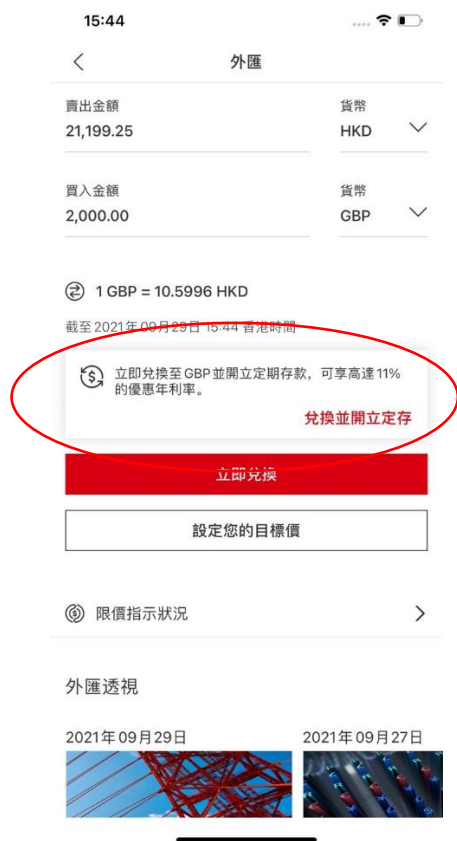 15:44
外匯
賣出金額
貨幣
21,199.25
HKD
買入金額
貨幣
2,000.00
GBP
1 GBP = 10.5996 HKD
截至 2021年 09月29日 15:44 香港時間
立即兌換至 GBP 並開立定期存款，可享高達 11%
的優惠年利率。
兌換並開立定存
立即兌換
設定您的目標價
限價指示狀況
外匯透視
2021年 09月29日
2021年 09月27日